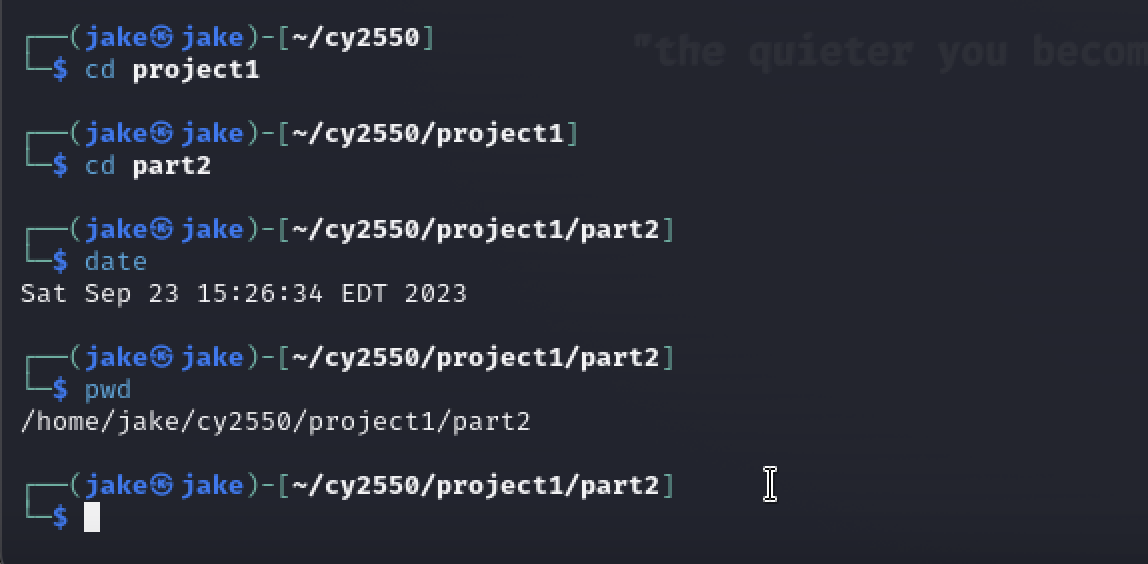 ┌──(jake㉿jake)-[~/cy2550]
"the quieter you becom
└─$ cd project1
┌──(jake㉿jake)-[~/cy2550/project1]
└─$ cd part2
┌──(jake㉿jake)-[~/cy2550/project1/part2]
└─$ date
Sat Sep 23 15:26:34 EDT 2023
┌──(jake㉿jake)-[~/cy2550/project1/part2]
└─$ pwd
/home/jake/cy2550/project1/part2
┌──(jake㉿jake)-[~/cy2550/project1/part2]
└─$